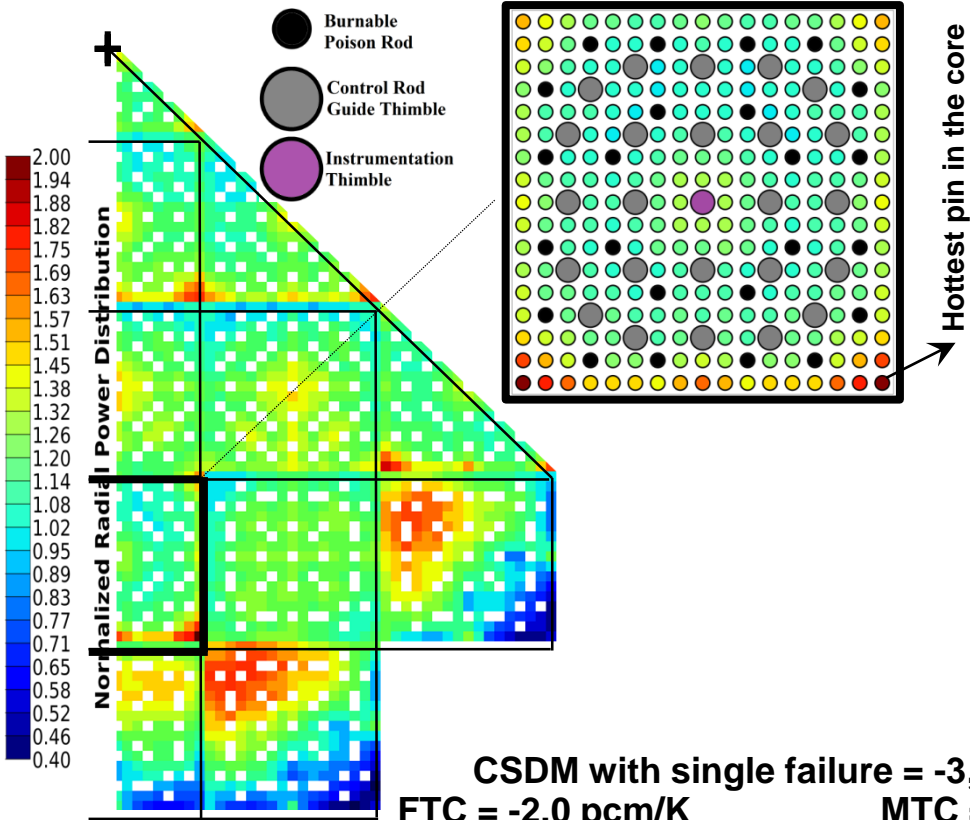 Burnable
Poison Rod
Control Rod
Guide Thimble
Instrumentation
Thimble
Hottest pin in the core
Normalized Radial Power Distribution
2.00
1.94
1.88
1.82
1.75
1.69
1.63
1.57
1.51
1.45
1.38
1.32
1.26
1.20
1.14
1.08
1.02
0.95
0.89
0.83
0.77
0.71
0.65
0.58
0.52
0.46
0.40
CSDM with single failure = -3,
FTC = -2.0 pcm/K MTC =